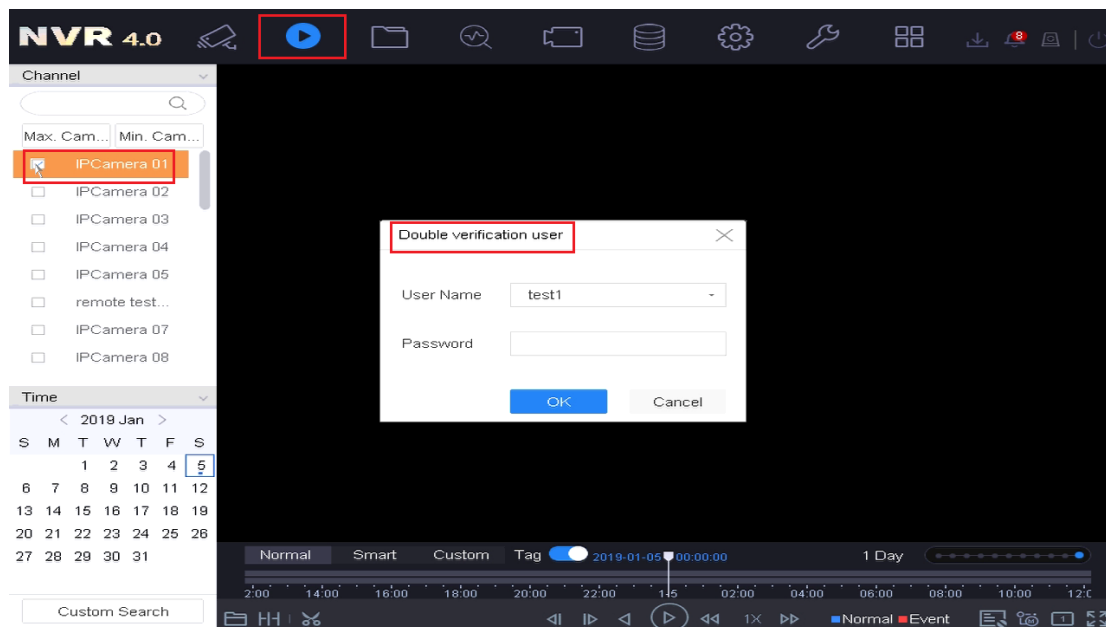 NVR 4.0
8
Channel
Max. Cam... Min. Cam...
IPCamera 01
IPCamera 02
IPCamera 03
IPCamera 04
IPCamera 05
remote test...
IPCamera 07
IPCamera 08
Double verification user
User Name test1
Password
OK Cancel
Time
< 2019 Jan >
S M T W T F S
1 2 3 4 5
6 7 8 9 10 11 12
13 14 15 16 17 18 19
20 21 22 23 24 25 26
27 28 29 30 31
Custom Search
Normal Smart Custom Tag 2019-01-05 00:00:00 1 Day
2:00 14:00 16:00 18:00 20:00 22:00 02:00 04:00 06:00 08:00 10:00
1X Normal Event 1